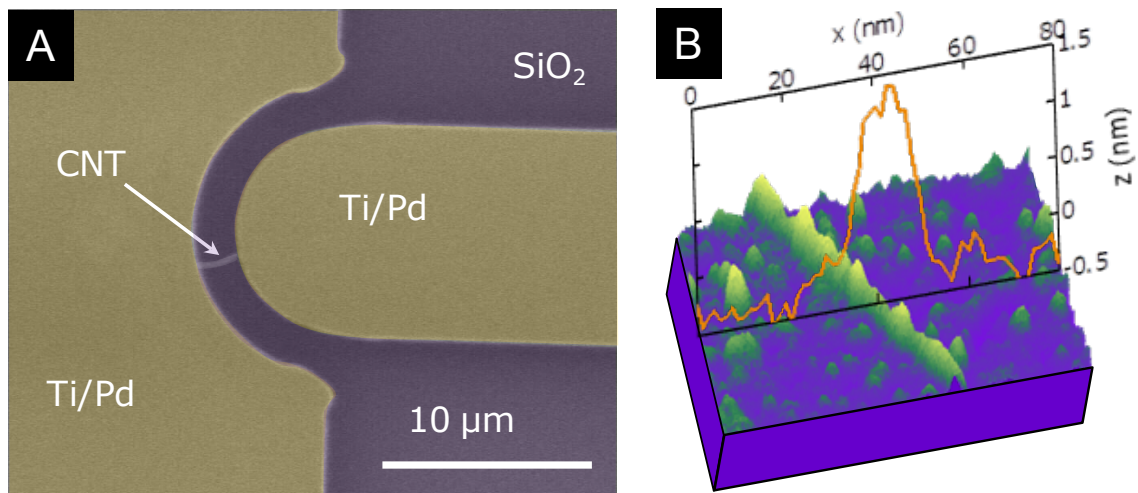 A
SiO₂
CNT
Ti/Pd
Ti/Pd
10 µm
B
x (nm)
0
20
40
60
80
1.5
1
0.5
0
-0.5
z (nm)